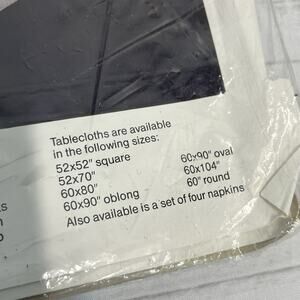 Tablecloths are available
in the following sizes:
52x52" square
52x70"
60x80"
60x90" oblong
60x90" oval
60x104"
60" round
Also available is a set of four napkins